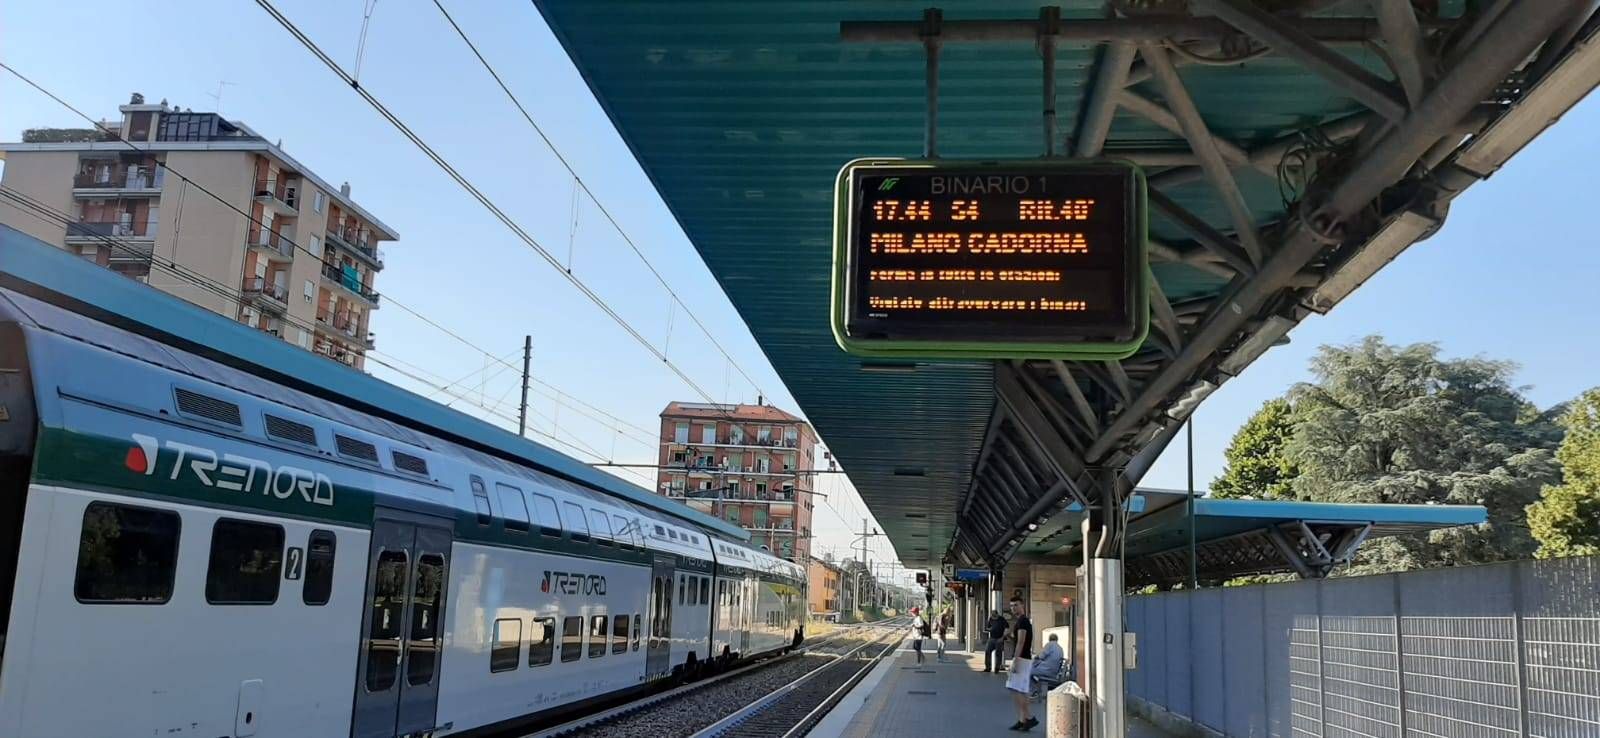 BINARIO 1
17.44 S4 RIT.40'
MILANO CADORNA
Ferma in tutte le stazioni
Vietato attraversare i binari
TRENORD
2
TRENORD